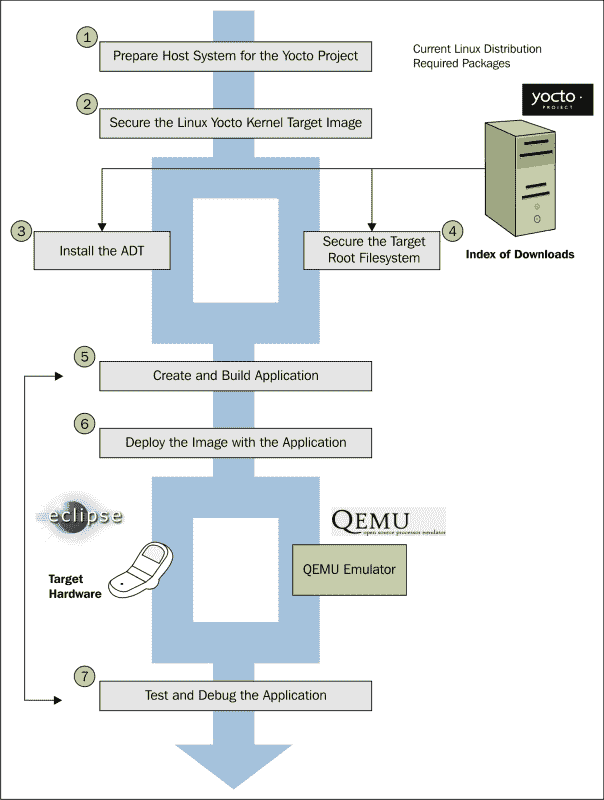 1
Prepare Host System for the Yocto Project
Current Linux Distribution
Required Packages
yocto ·
PROJECT
2
Secure the Linux Yocto Kernel Target Image
3
Install the ADT
Secure the Target
Root Filesystem
4
Index of Downloads
5
Create and Build Application
6
Deploy the Image with the Application
eclipse
QEMU
open source processor emulator
Target
Hardware
QEMU Emulator
7
Test and Debug the Application